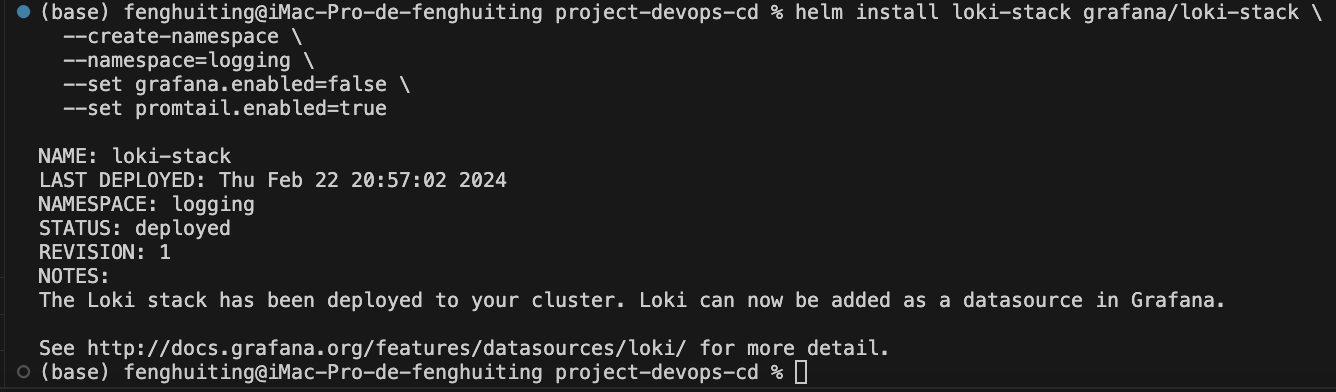 (base) fenghuiting@iMac-Pro-de-fenghuiting project-devops-cd % helm install loki-stack grafana/loki-stack \
--create-namespace \
--namespace=logging \
--set grafana.enabled=false \
--set promtail.enabled=true
NAME: loki-stack
LAST DEPLOYED: Thu Feb 22 20:57:02 2024
NAMESPACE: logging
STATUS: deployed
REVISION: 1
NOTES:
The Loki stack has been deployed to your cluster. Loki can now be added as a datasource in Grafana.
See http://docs.grafana.org/features/datasources/loki/ for more detail.
(base) fenghuiting@iMac-Pro-de-fenghuiting project-devops-cd %